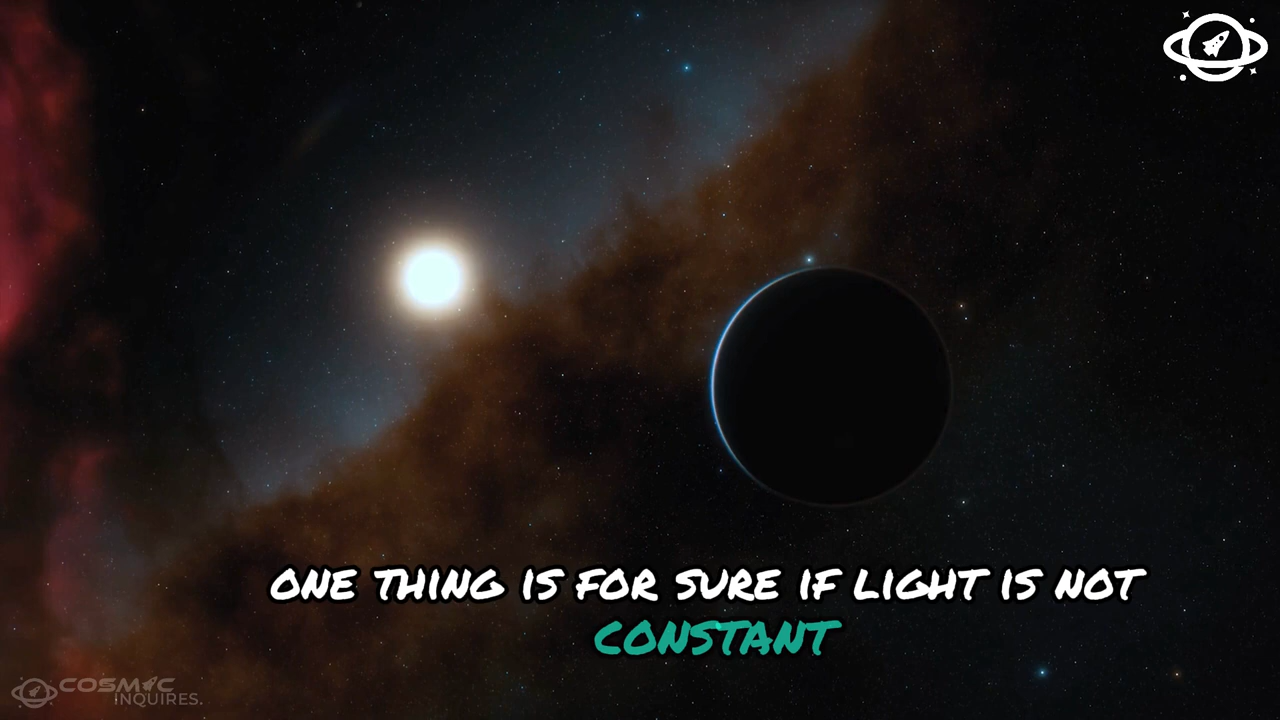 ONE THING IS FOR SURE IF LIGHT IS NOT
CONSTANT
COSMIC
INQUIRES.